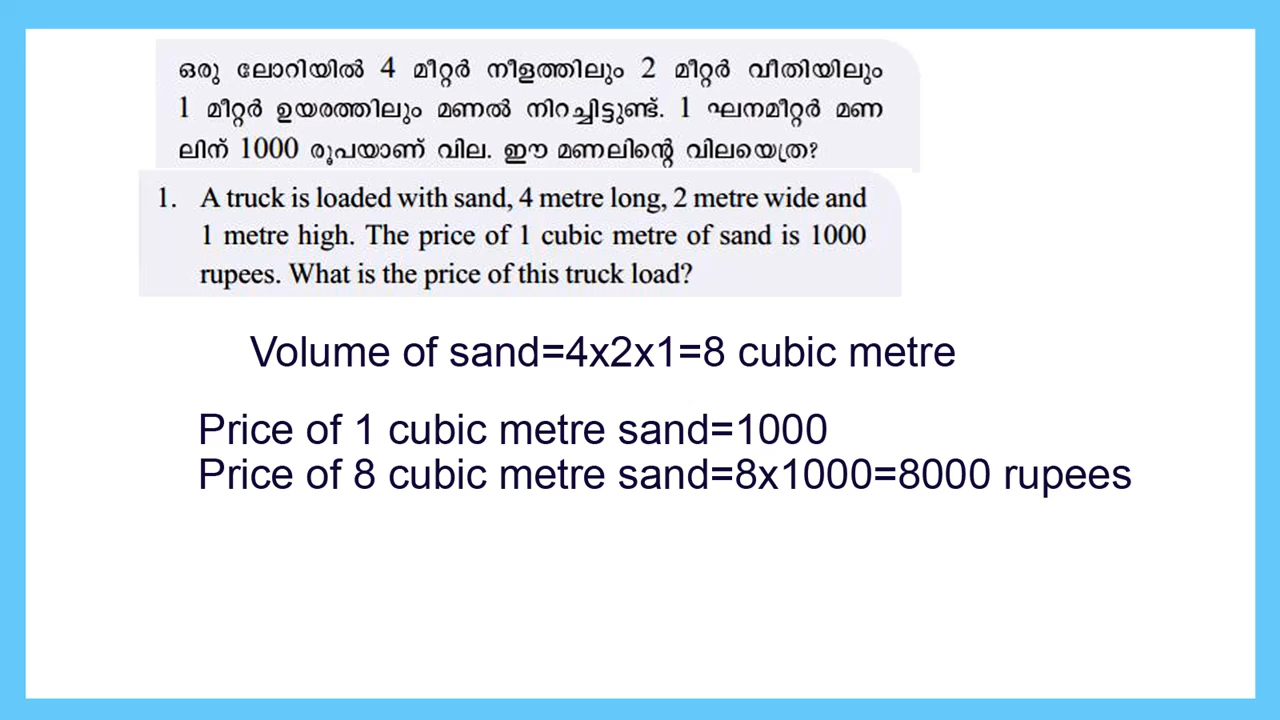 ഒരു ലോറിയിൽ 4 മീറ്റർ നീളത്തിലും 2 മീറ്റർ വീതിയിലും
1 മീറ്റർ ഉയരത്തിലും മണൽ നിറച്ചിട്ടുണ്ട്. 1 ഘനമീറ്റർ മണ
ലിന് 1000 രൂപയാണ് വില. ഈ മണലിന്റെ വിലയെത്ര?
1. A truck is loaded with sand, 4 metre long, 2 metre wide and
1 metre high. The price of 1 cubic metre of sand is 1000
rupees. What is the price of this truck load?
Volume of sand=4x2x1=8 cubic metre
Price of 1 cubic metre sand=1000
Price of 8 cubic metre sand=8x1000=8000 rupees